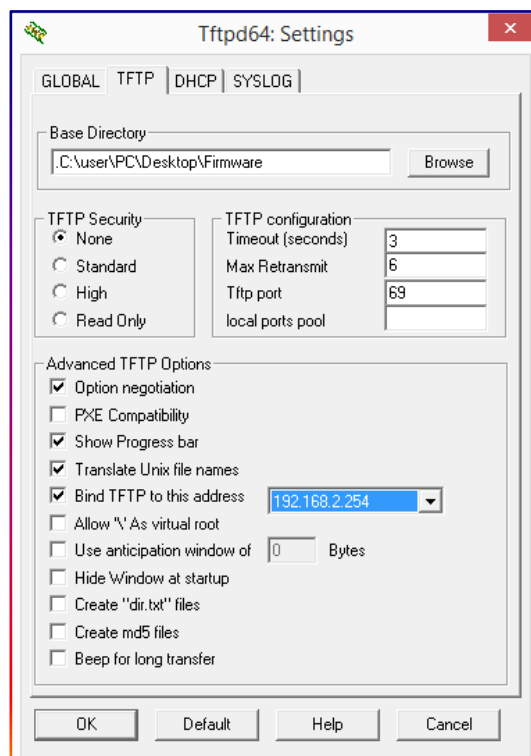 Tftpd64: Settings
GLOBAL TFTP DHCP SYSLOG
Base Directory
.C:\user\PC\Desktop\Firmware Browse
TFTP Security
None
Standard
High
Read Only
TFTP configuration
Timeout (seconds) 3
Max Retransmit 6
Tftp port 69
local ports pool
Advanced TFTP Options
Option negotiation
PXE Compatibility
Show Progress bar
Translate Unix file names
Bind TFTP to this address 192.168.2.254
Allow '\' As virtual root
Use anticipation window of 0 Bytes
Hide Window at startup
Create "dir.txt" files
Create md5 files
Beep for long transfer
OK Default Help Cancel